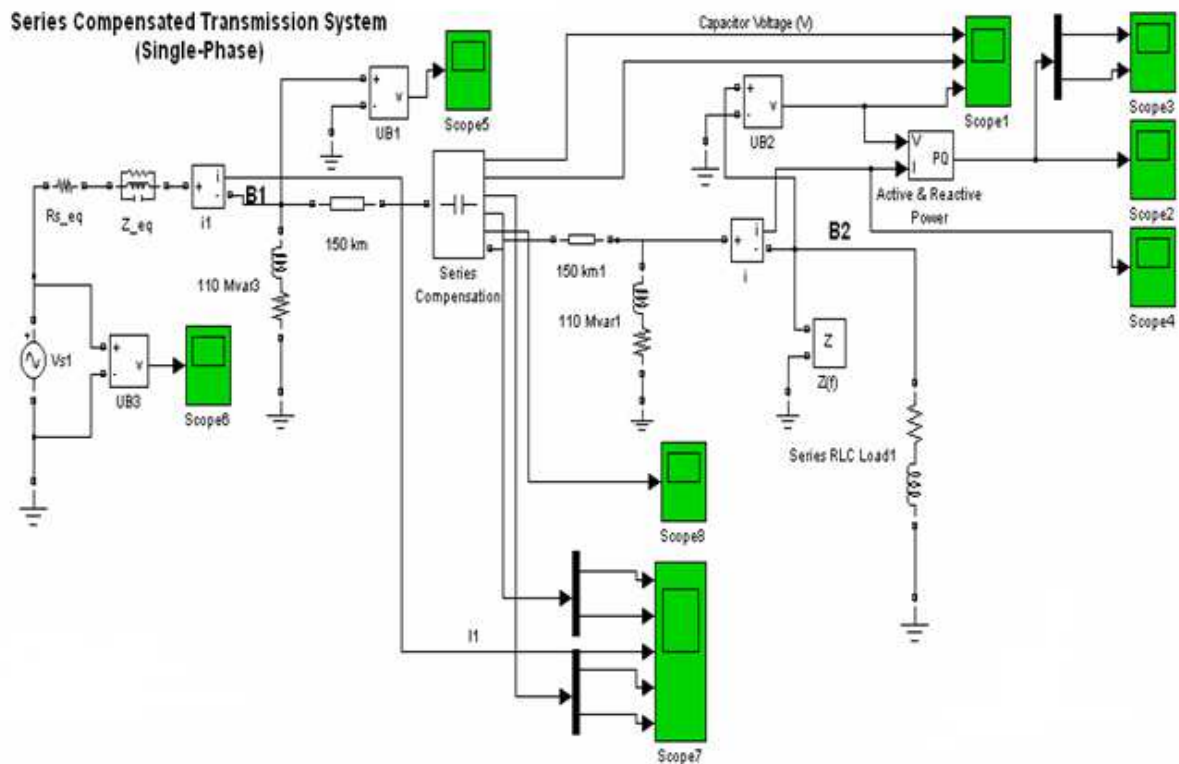 Series Compensated Transmission System
(Single-Phase)
Capacitor Voltage (V)
+
-
v
UB1
Scope5
+
-
v
UB2
Scope1
Scope3
V
I
PQ
Active & Reactive
Power
Scope2
Rs_eq
Z_eq
+
i
-
i1
B1
150 km
Series
Compensation
150 km1
+
i
-
i
B2
Scope4
110 Mvar3
110 Mvar1
+
Vs1
+
-
v
UB3
Scope6
Z
Z(f)
Series RLC Load1
Scope8
I1
Scope7